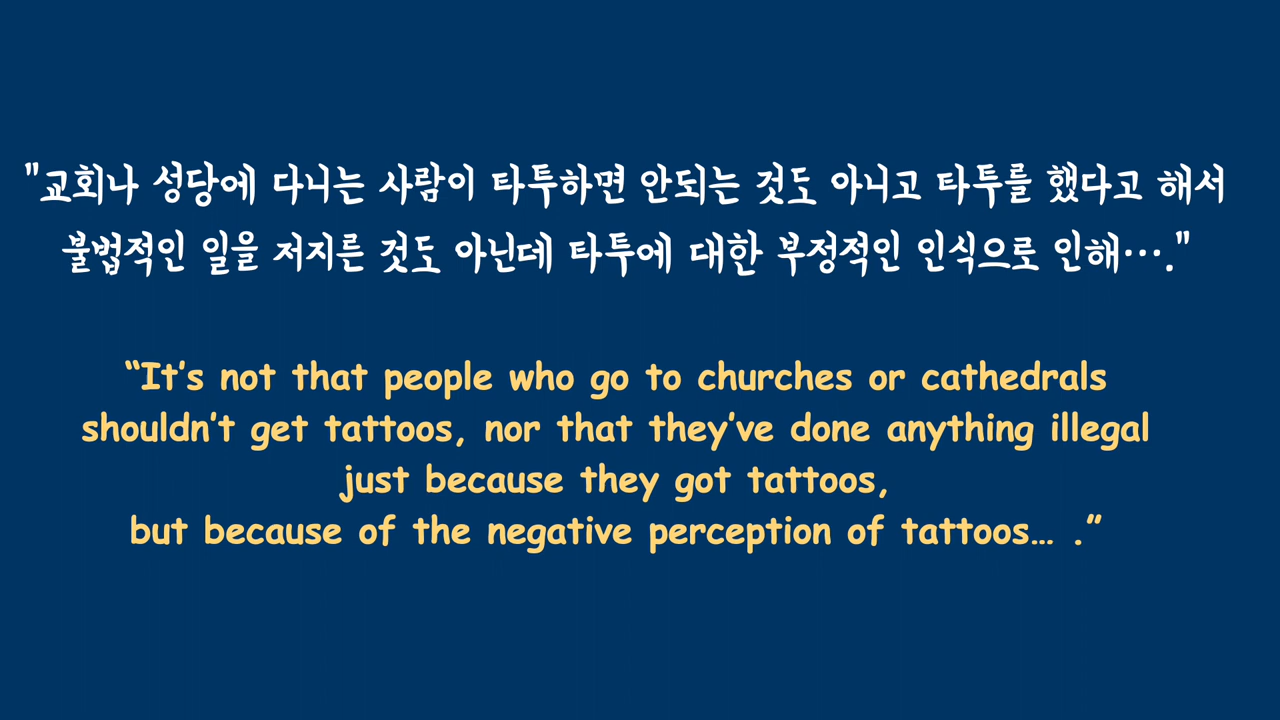 "교회나 성당에 다니는 사람이 타투하면 안되는 것도 아니고 타투를 했다고 해서
불법적인 일을 저지른 것도 아닌데 타투에 대한 부정적인 인식으로 인해…."
“It’s not that people who go to churches or cathedrals
shouldn’t get tattoos, nor that they’ve done anything illegal
just because they got tattoos,
but because of the negative perception of tattoos… .”